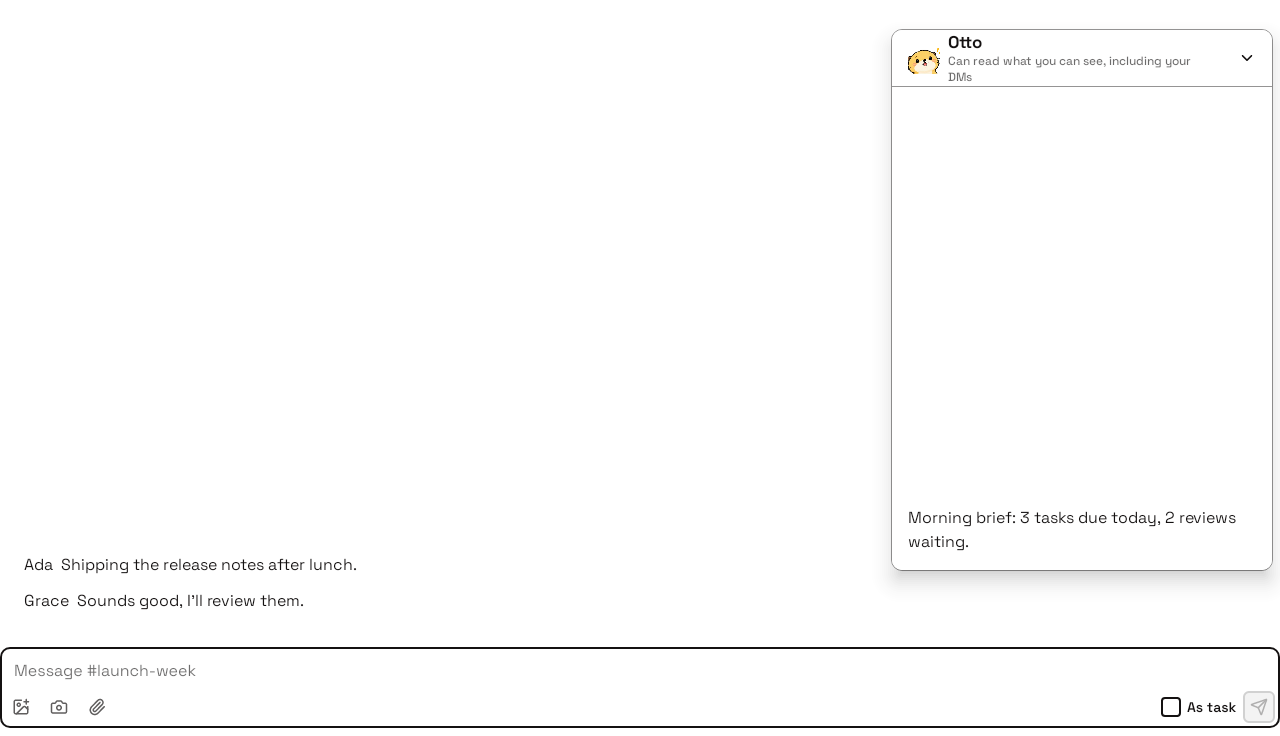 Otto
Can read what you can see, including your
DMs
Morning brief: 3 tasks due today, 2 reviews
waiting.
Ada Shipping the release notes after lunch.
Grace Sounds good, I'll review them.
Message #launch-week
As task